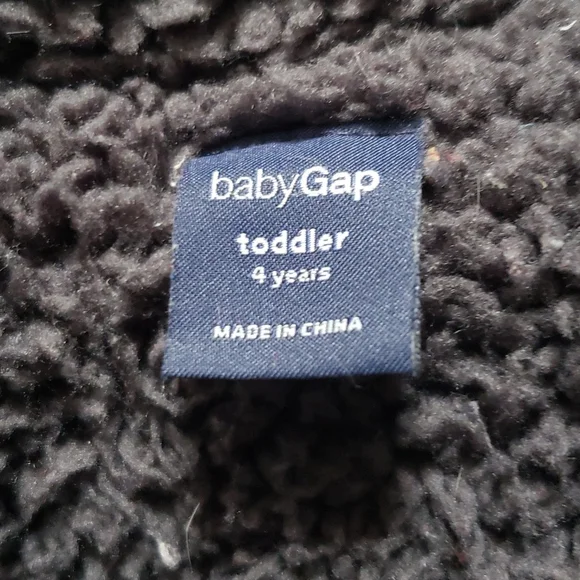 babyGap
toddler
4 years
MADE IN CHINA